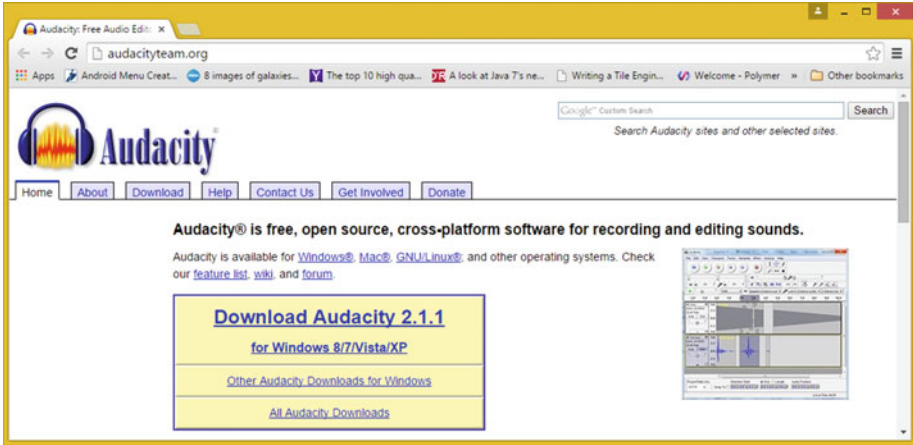 Audacity: Free Audio Edit
audacityteam.org
Apps
Android Menu Creat...
8 images of galaxies...
The top 10 high qua...
A look at Java 7's ne...
Writing a Tile Engin...
Welcome - Polymer
»
Other bookmarks
Audacity®
Google™ Custom Search
Search
Search Audacity sites and other selected sites.
Home
About
Download
Help
Contact Us
Get Involved
Donate
Audacity® is free, open source, cross-platform software for recording and editing sounds.
Audacity is available for Windows®, Mac®, GNU/Linux®, and other operating systems. Check
our feature list, wiki, and forum.
Download Audacity 2.1.1
for Windows 8/7/Vista/XP
Other Audacity Downloads for Windows
All Audacity Downloads